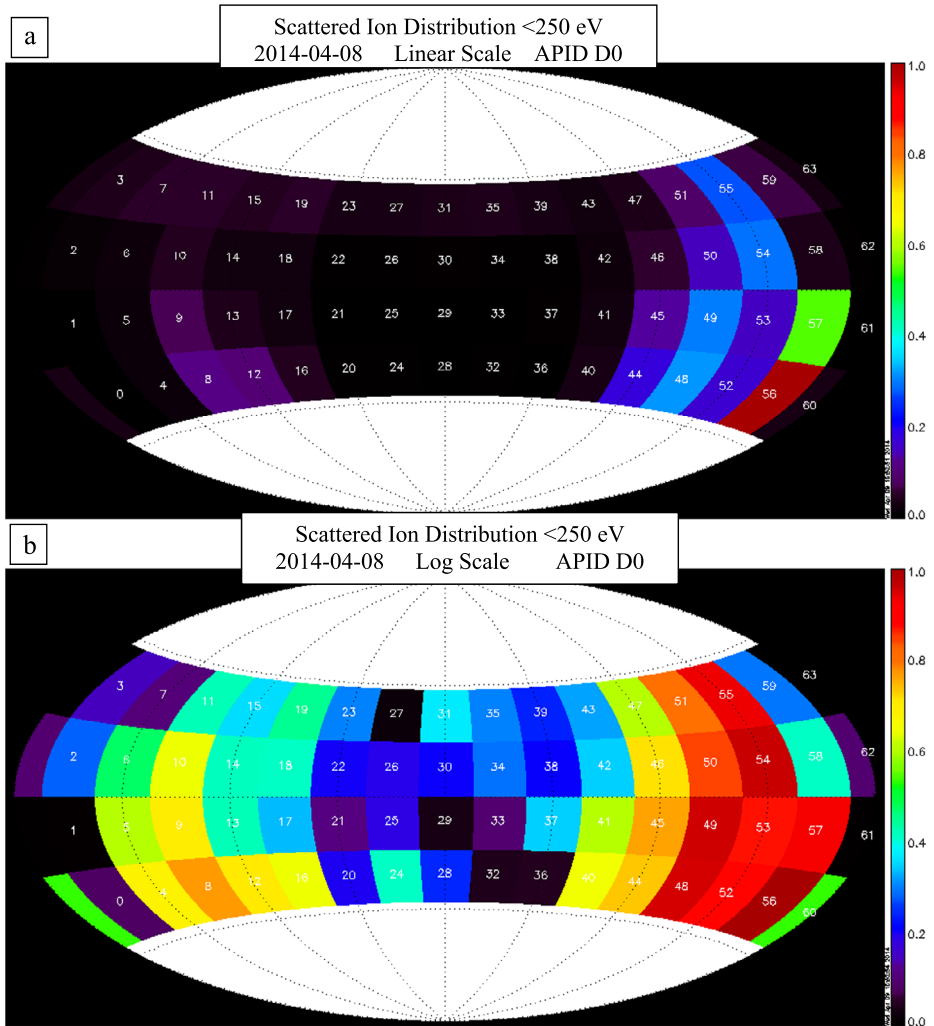 a
Scattered Ion Distribution <250 eV
2014-04-08 Linear Scale APID D0
1.0
0.8
0.6
0.4
0.2
0.0
3 7 11 15 19 23 27 31 35 39 43 47 51 55 59 63
2 6 10 14 18 22 26 30 34 38 42 46 50 54 58 62
1 5 9 13 17 21 25 29 33 37 41 45 49 53 57 61
0 4 8 12 16 20 24 28 32 36 40 44 48 52 56 60
b
Scattered Ion Distribution <250 eV
2014-04-08 Log Scale APID D0
1.0
0.8
0.6
0.4
0.2
0.0
3 7 11 15 19 23 27 31 35 39 43 47 51 55 59 63
2 6 10 14 18 22 26 30 34 38 42 46 50 54 58 62
1 5 9 13 17 21 25 29 33 37 41 45 49 53 57 61
0 4 8 12 16 20 24 28 32 36 40 44 48 52 56 60